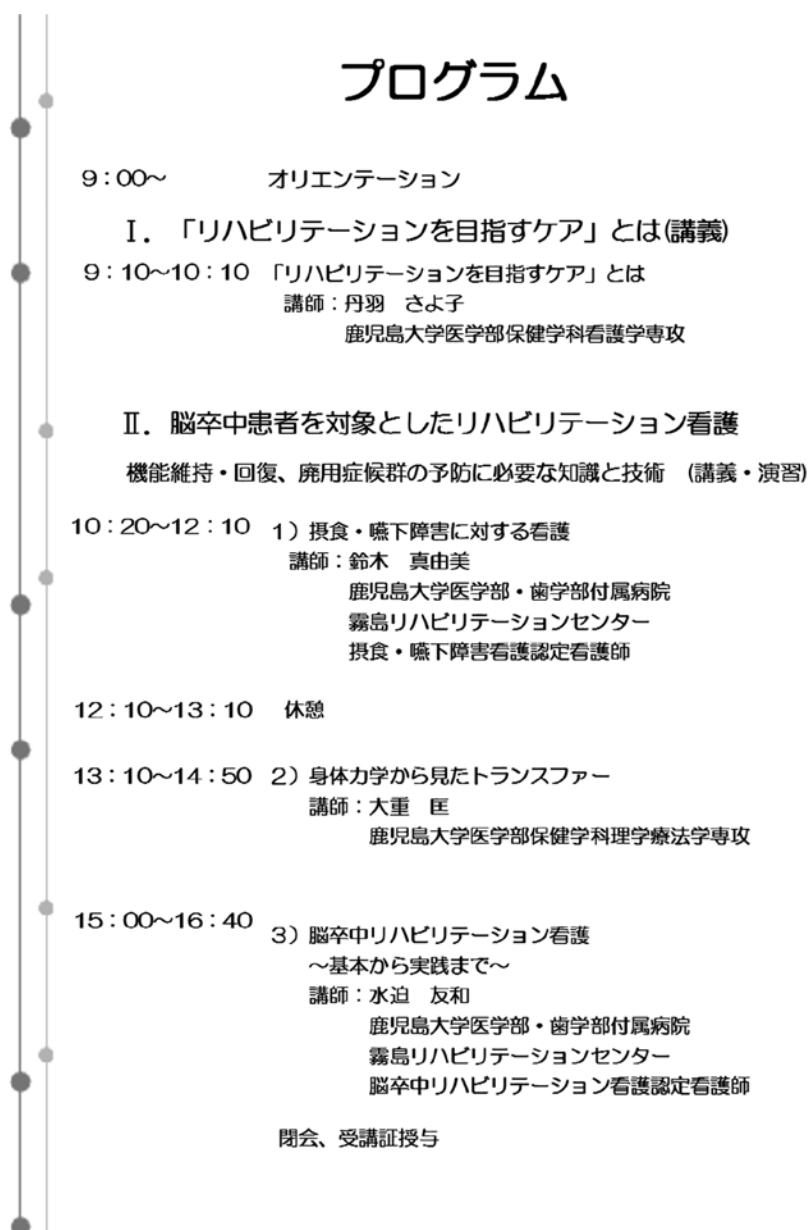 プログラム
9:00～ オリエンテーション
Ⅰ.「リハビリテーションを目指すケア」とは(講義)
9:10～10:10 「リハビリテーションを目指すケア」とは
講師:丹羽 さよ子
鹿児島大学医学部保健学科看護学専攻
Ⅱ.脳卒中患者を対象としたリハビリテーション看護
機能維持・回復、廃用症候群の予防に必要な知識と技術 (講義・演習)
10:20～12:10 1)摂食・嚥下障害に対する看護
講師:鈴木 真由美
鹿児島大学医学部・歯学部付属病院
霧島リハビリテーションセンター
摂食・嚥下障害看護認定看護師
12:10～13:10 休憩
13:10～14:50 2)身体力学から見たトランスファー
講師:大重 匡
鹿児島大学医学部保健学科理学療法学専攻
15:00～16:40 3)脳卒中リハビリテーション看護
～基本から実践まで～
講師:水迫 友和
鹿児島大学医学部・歯学部付属病院
霧島リハビリテーションセンター
脳卒中リハビリテーション看護認定看護師
閉会、受講証授与